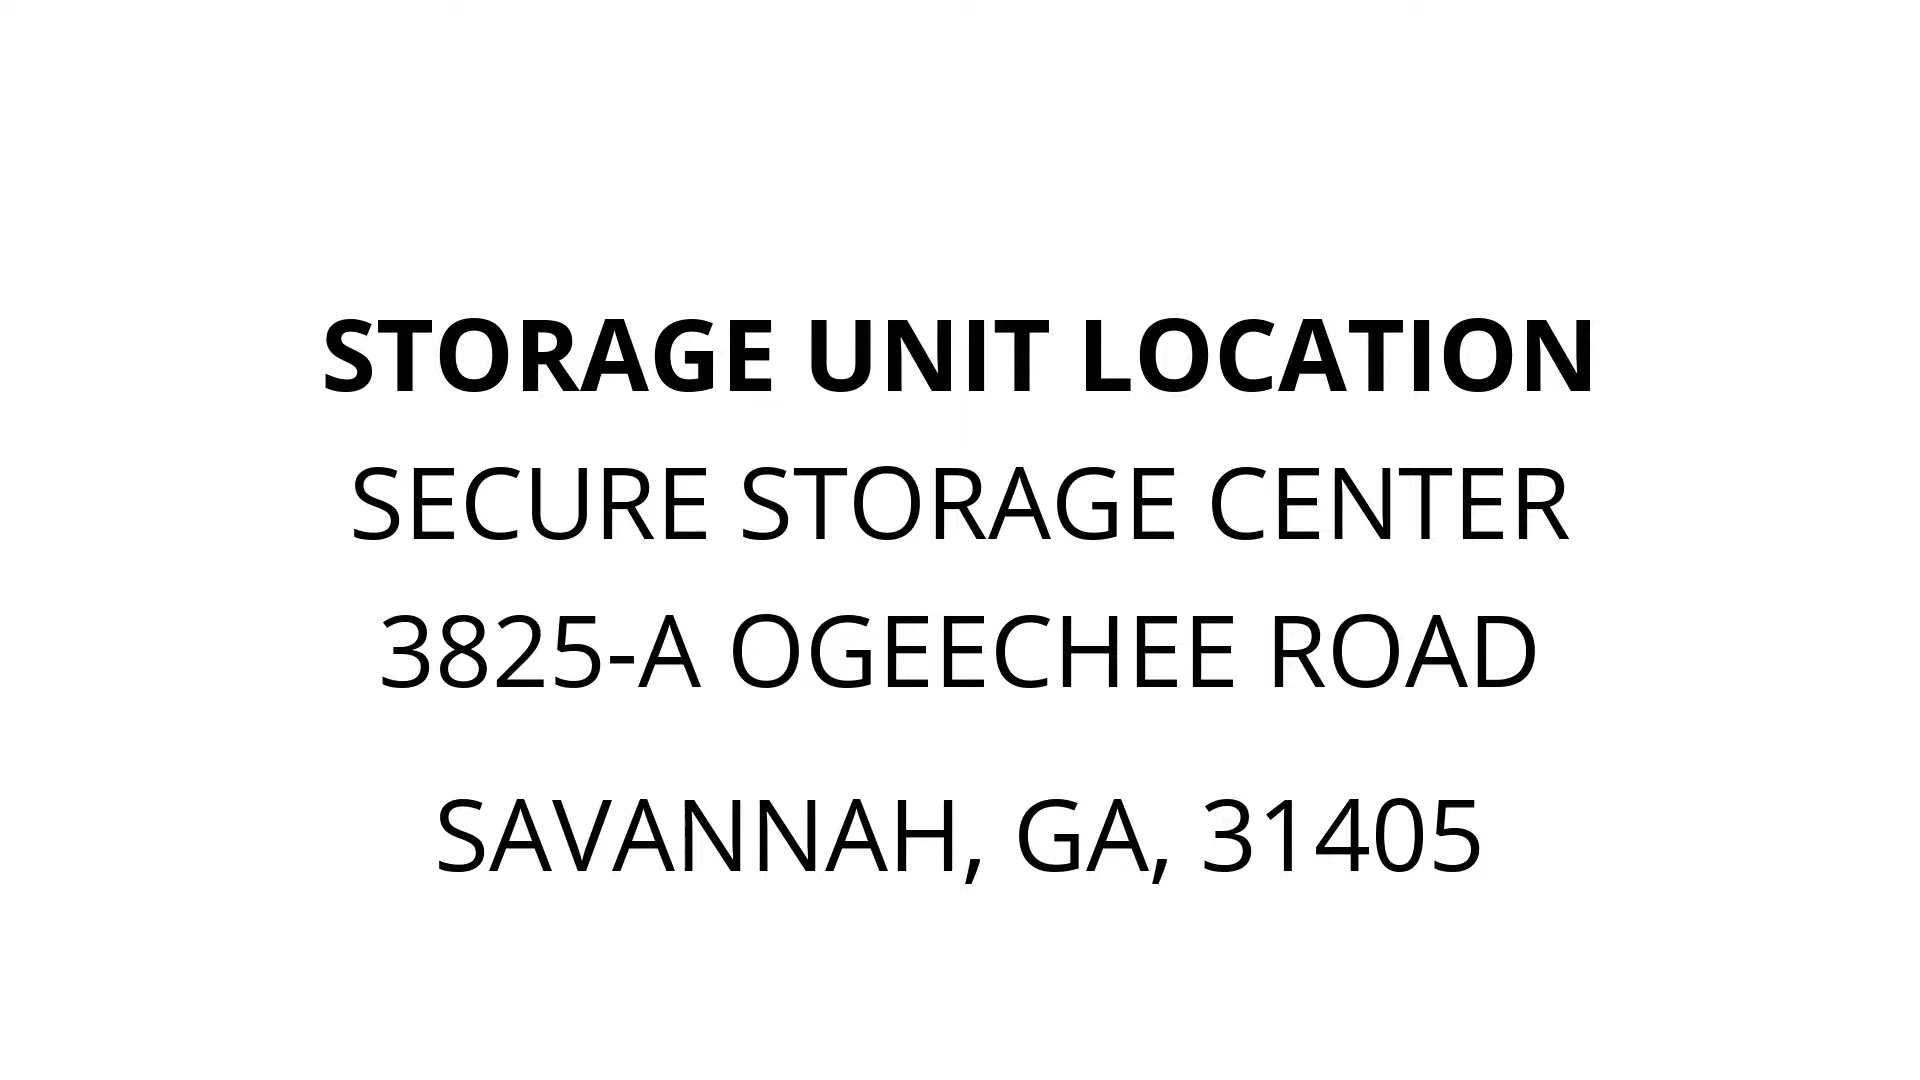 STORAGE UNIT LOCATION
SECURE STORAGE CENTER
3825-A OGEECHEE ROAD
SAVANNAH, GA, 31405